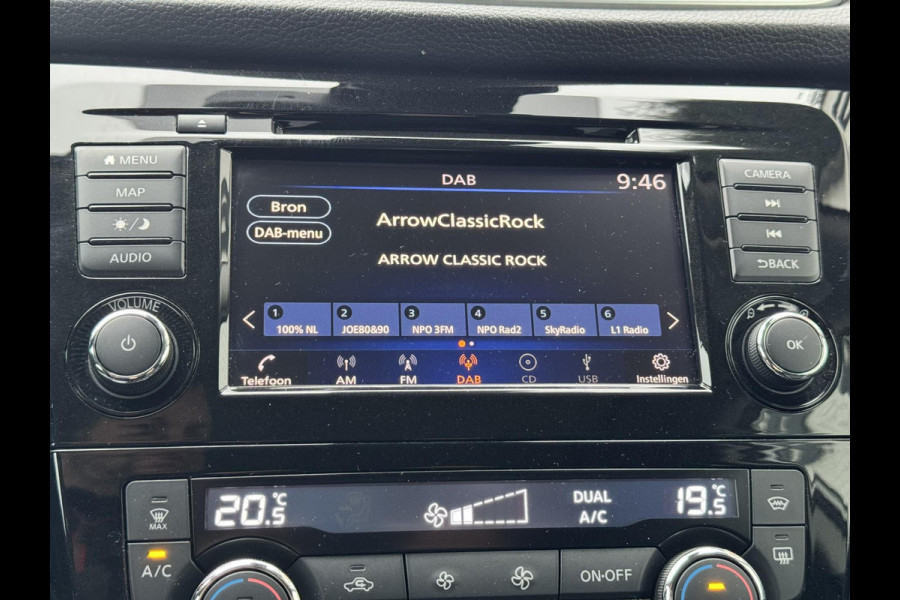 MENU
MAP
AUDIO
VOLUME
DAB
9:46
Bron
DAB-menu
ArrowClassicRock
ARROW CLASSIC ROCK
1 100% NL
2 JOE80&90
3 NPO 3FM
4 NPO Rad2
5 SkyRadio
6 L1 Radio
Telefoon
AM
FM
DAB
CD
USB
Instellingen
CAMERA
BACK
OK
20.5°C
DUAL
A/C
19.5°C
MAX
A/C
ON·OFF